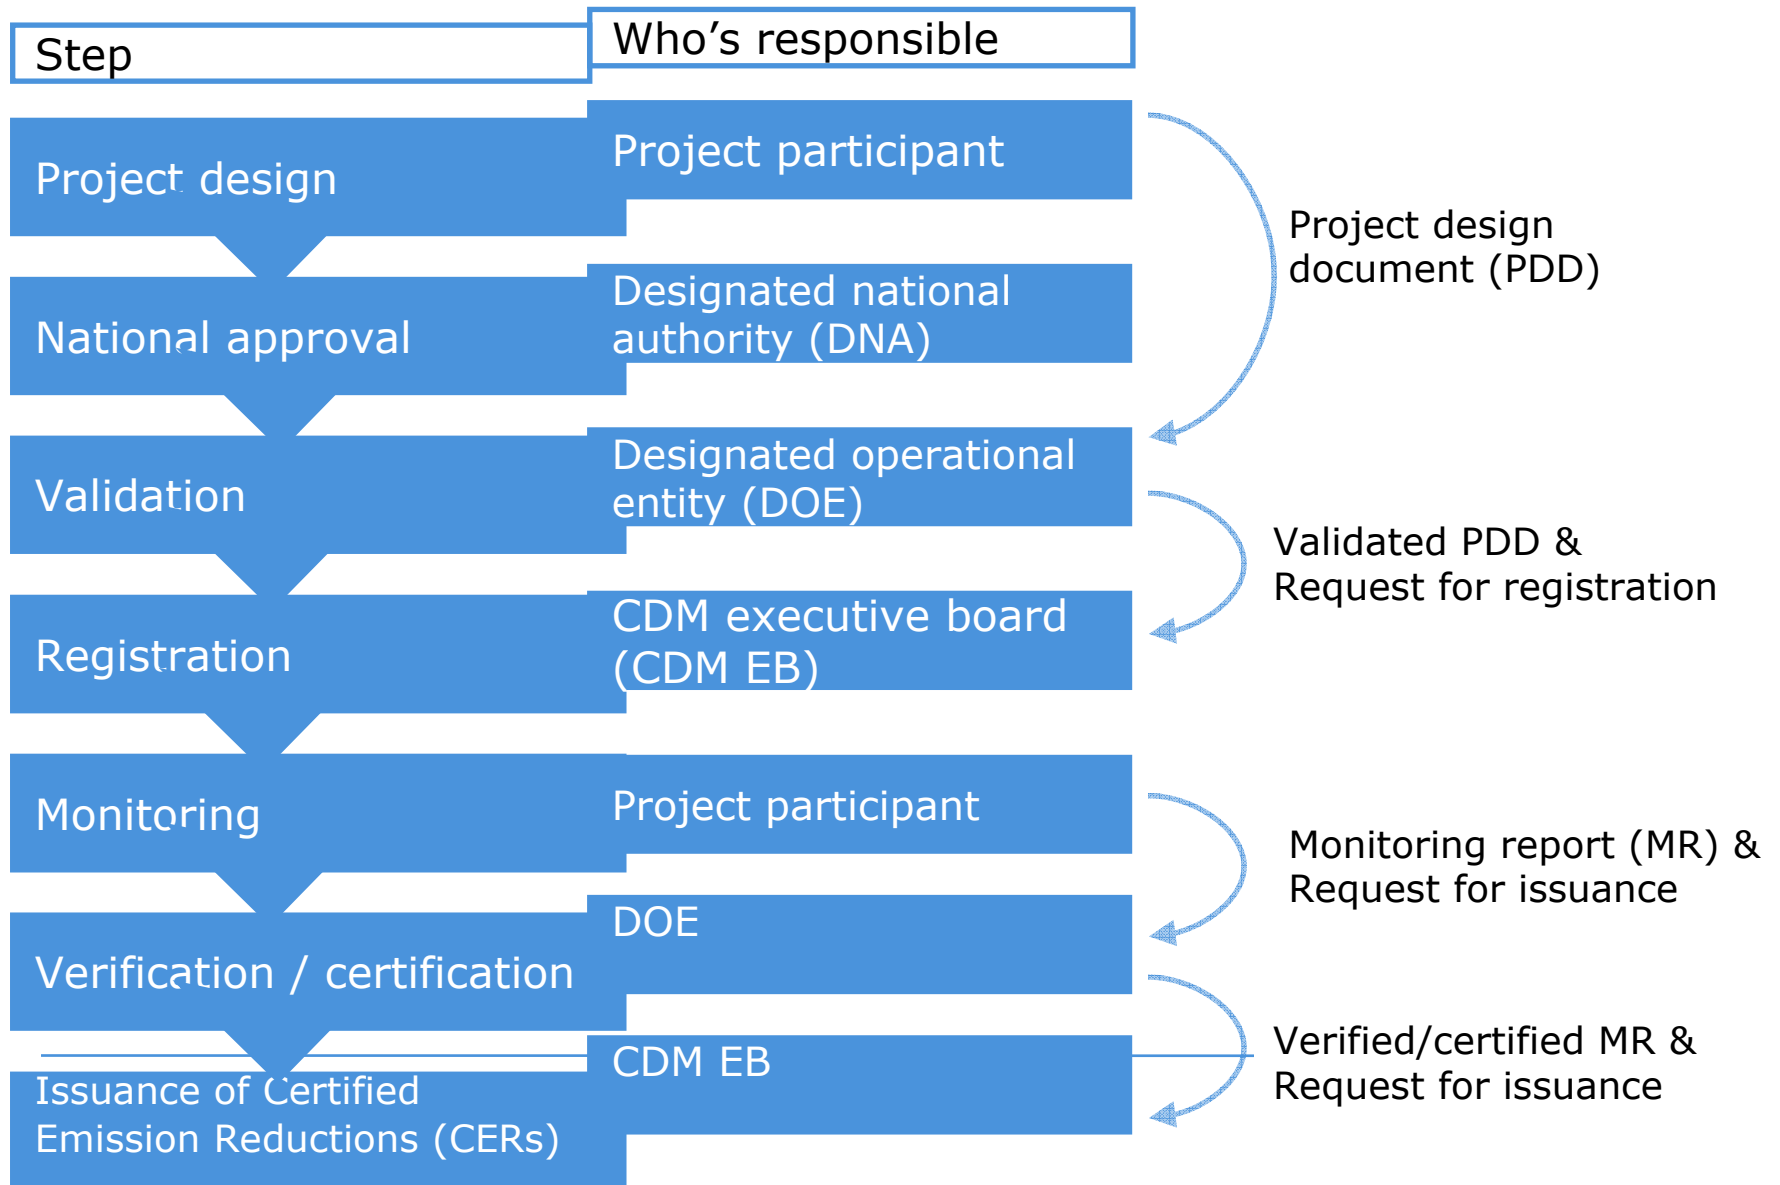 Step
Who's responsible
Project design
Project participant
Project design
document (PDD)
National approval
Designated national
authority (DNA)
Validation
Designated operational
entity (DOE)
Validated PDD &
Request for registration
Registration
CDM executive board
(CDM EB)
Monitoring
Project participant
Monitoring report (MR) &
Request for issuance
Verification / certification
DOE
Verified/certified MR &
Request for issuance
Issuance of Certified
Emission Reductions (CERs)
CDM EB